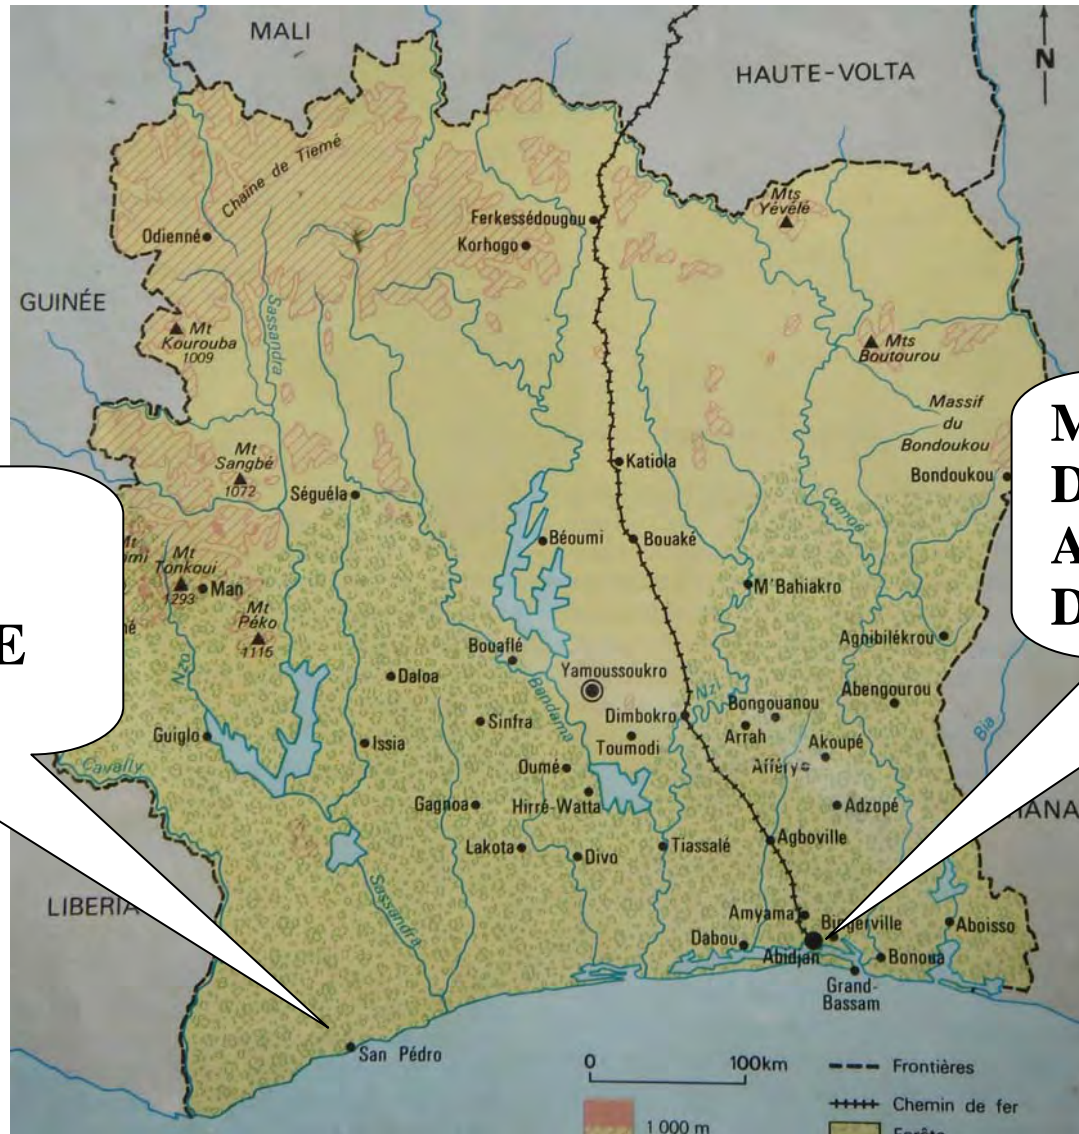 MALI
HAUTE-VOLTA
N
Chaîne de Tiemé
Mts
Yévélé
Ferkessédougou
Odienné
Korhogo
GUINÉE
Sassandra
Mt
Kourouba
1009
Mts
Boutourou
Massif
du
Bondoukou
Mt
Sangbé
1072
Katiola
Bondoukou
Séguéla
Comoé
Béoumi
Bouaké
Mt
Tonkoui
1293
Man
M'Bahiakro
Mt
Péko
1116
Agnibilékrou
E
Bouaflé
Daloa
Yamoussokro
Nzo
Bandama
Nzi
Abengourou
Bongouanou
Sinfra
Dimbokro
Arrah
Bia
Guiglo
Issia
Toumodi
Akoupé
Cavally
Oumé
Afféry
Gagnoa
Hirré-Watta
Adzopé
Lakota
Divo
Tiassalé
Agboville
LIBERIA
Sassandra
Amyama
Bingerville
Aboisso
Dabou
Abidjan
Bonoua
Grand-
Bassam
San Pédro
0 100km
Frontières
Chemin de fer
1 000 m